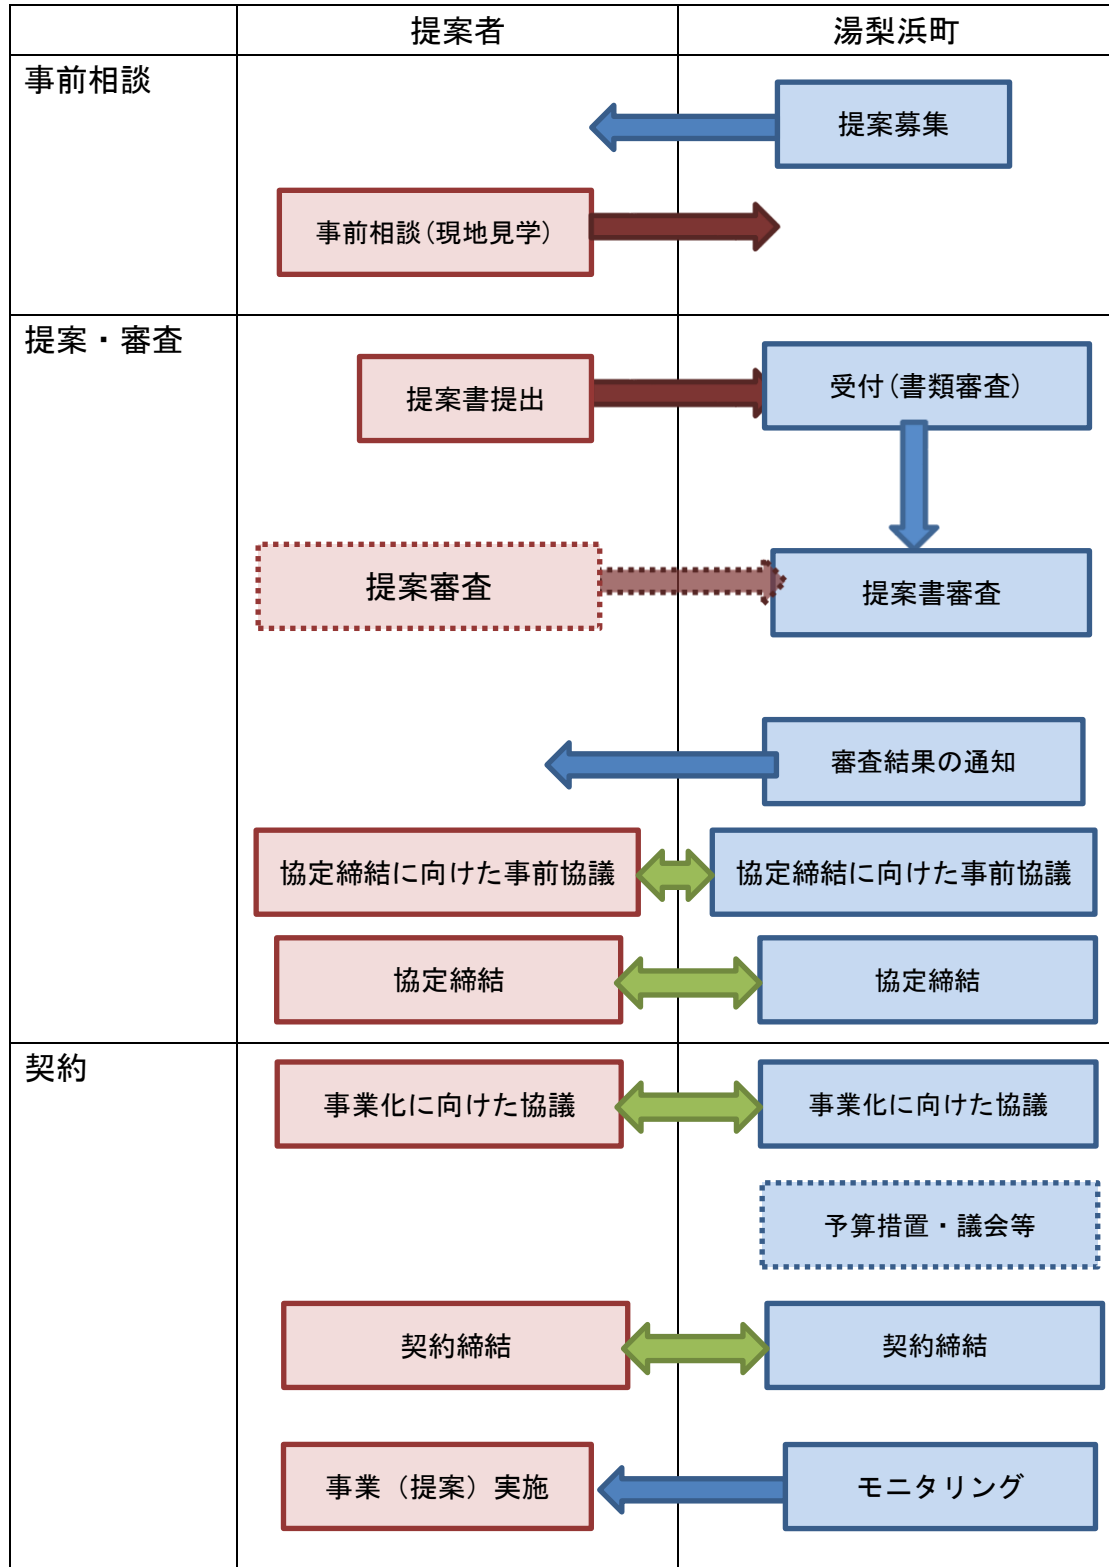 提案者
湯梨浜町
事前相談
提案募集
事前相談(現地見学)
提案・審査
提案書提出
受付(書類審査)
提案審査
提案書審査
審査結果の通知
協定締結に向けた事前協議
協定締結に向けた事前協議
協定締結
協定締結
契約
事業化に向けた協議
事業化に向けた協議
予算措置・議会等
契約締結
契約締結
事業（提案）実施
モニタリング